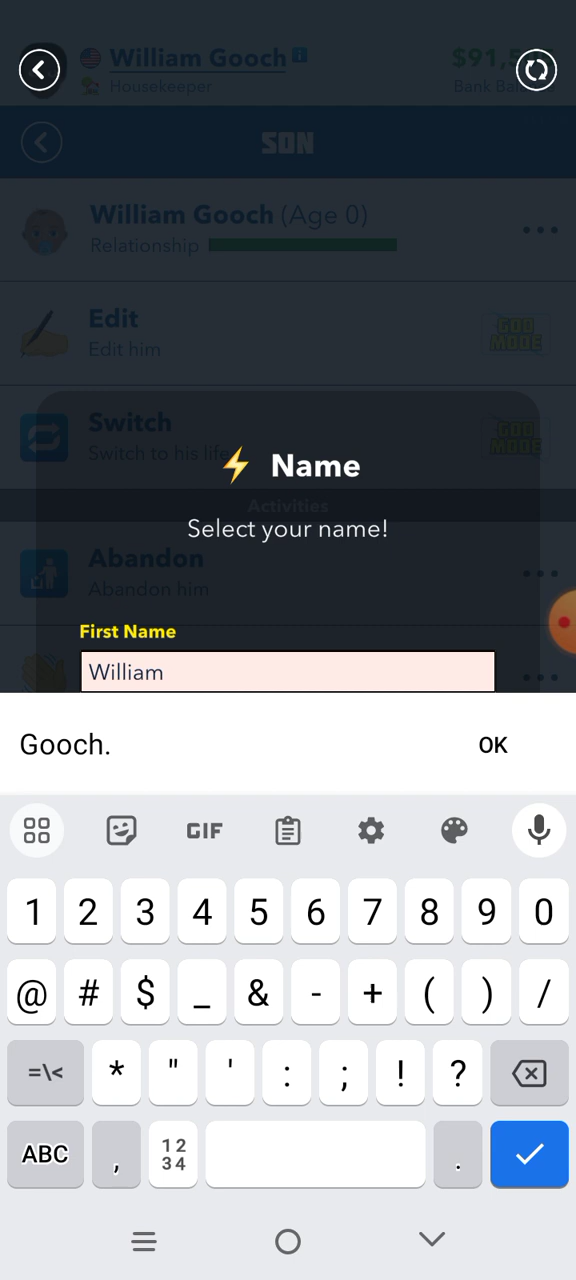 William Gooch i
$91,5
Housekeeper
Bank Bal
SON
William Gooch (Age 0)
Relationship
Edit
Edit him
GOD MODE
Switch
Switch to his life
GOD MODE
⚡ Name
Activities
Select your name!
Abandon
Abandon him
First Name
William
Gooch.
OK
GIF
1 2 3 4 5 6 7 8 9 0
@ # $ _ & - + ( ) /
=\< * " ' : ; ! ?
ABC , 12 34 .